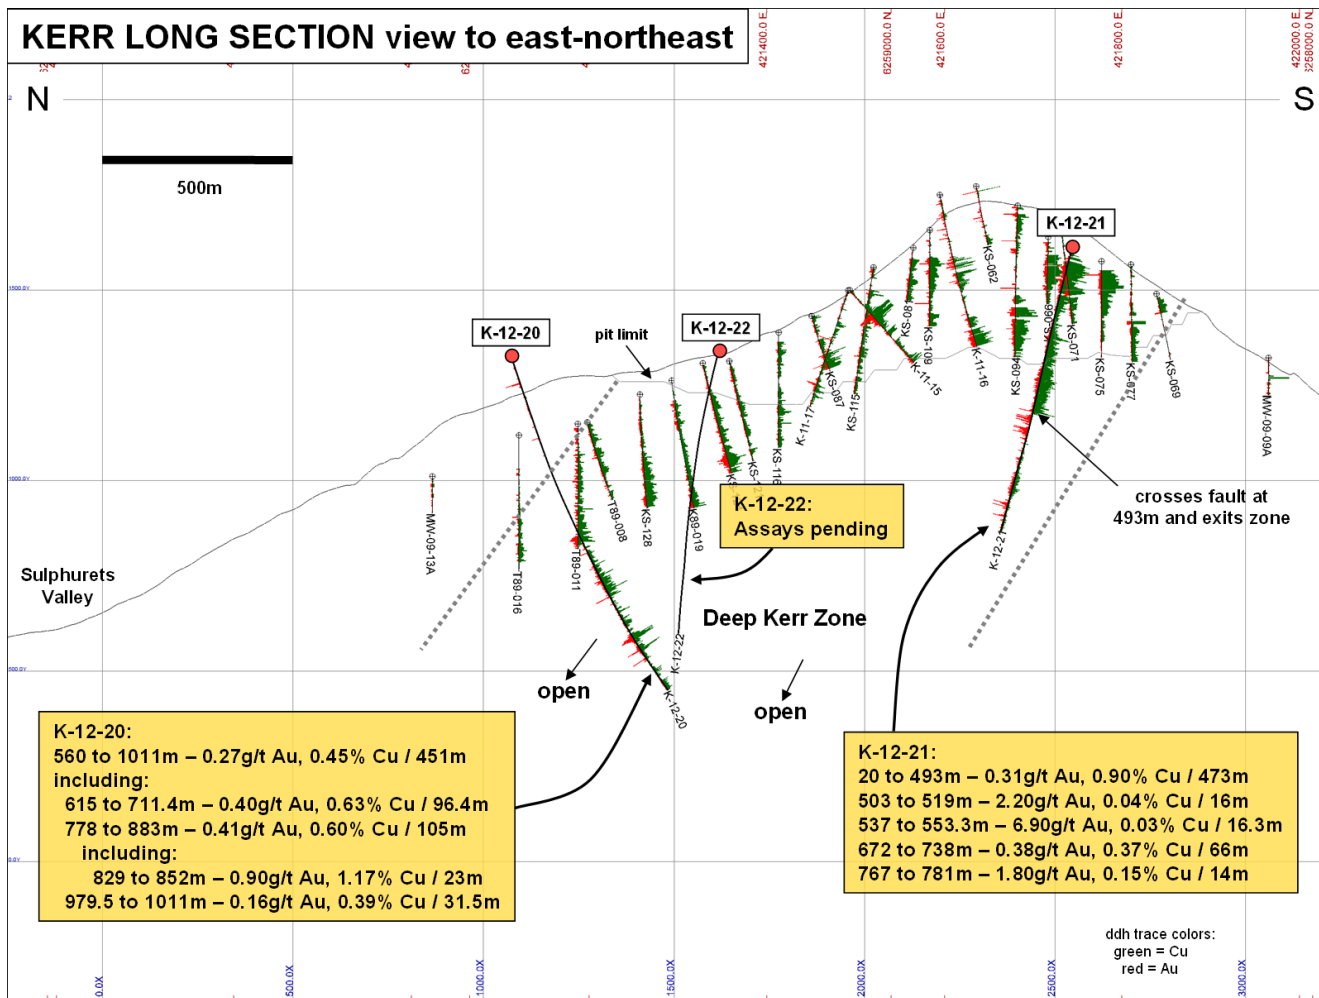 KERR LONG SECTION view to east-northeast
421400.0 E
6259000.0 N
421600.0 E
421800.0 E
422000.0 E
6258000.0 N
N
S
500m
K-12-21
K-12-20
K-12-22
pit limit
KS-062
KS-109
K-11-16
KS-094
KS-066
KS-071
KS-075
KS-077
KS-069
K-11-15
KS-087
KS-115
K-11-17
KS-116
MW-09-09A
MW-09-13A
T89-016
T89-011
T89-008
KS-128
K89-019
K-12-22:
Assays pending
crosses fault at
493m and exits zone
K-12-21
Sulphurets
Valley
Deep Kerr Zone
K-12-22
K-12-20
open
open
K-12-20:
560 to 1011m – 0.27g/t Au, 0.45% Cu / 451m
including:
615 to 711.4m – 0.40g/t Au, 0.63% Cu / 96.4m
778 to 883m – 0.41g/t Au, 0.60% Cu / 105m
including:
829 to 852m – 0.90g/t Au, 1.17% Cu / 23m
979.5 to 1011m – 0.16g/t Au, 0.39% Cu / 31.5m
K-12-21:
20 to 493m – 0.31g/t Au, 0.90% Cu / 473m
503 to 519m – 2.20g/t Au, 0.04% Cu / 16m
537 to 553.3m – 6.90g/t Au, 0.03% Cu / 16.3m
672 to 738m – 0.38g/t Au, 0.37% Cu / 66m
767 to 781m – 1.80g/t Au, 0.15% Cu / 14m
ddh trace colors:
green = Cu
red = Au
0.0X
500.0X
1000.0X
1500.0X
2000.0X
2500.0X
3000.0X